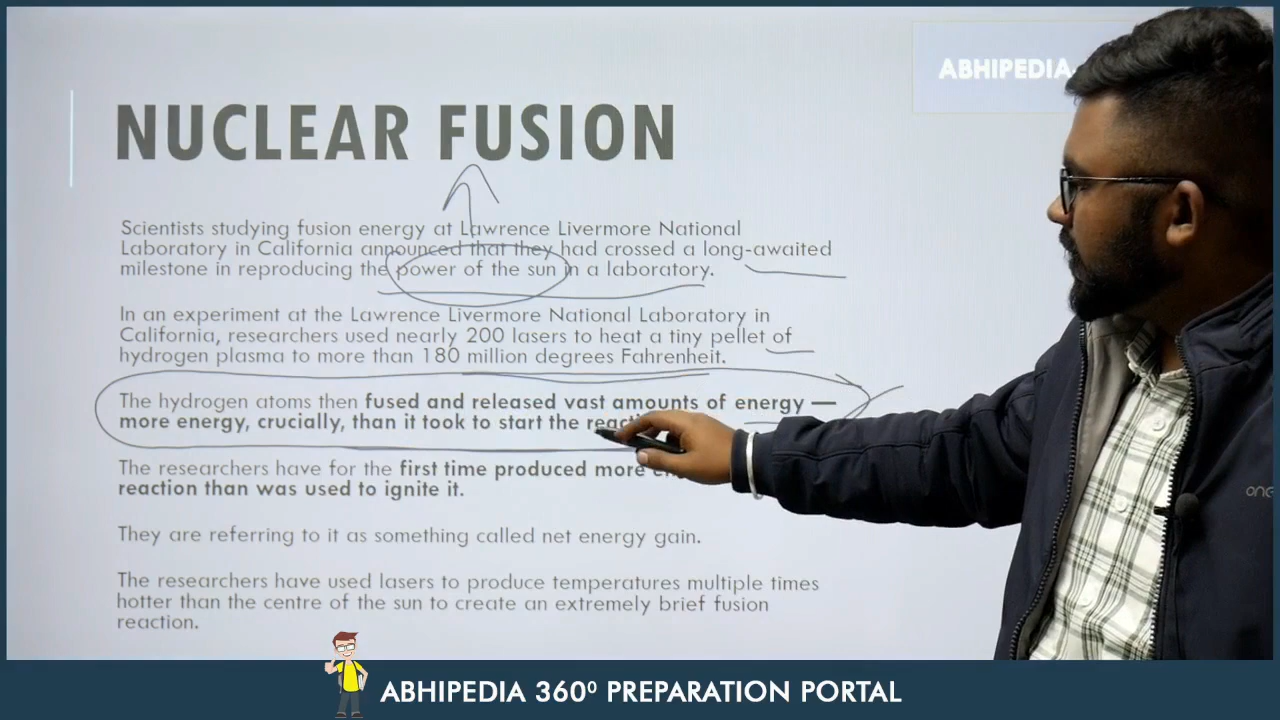 ABHIPEDIA
NUCLEAR FUSION
Scientists studying fusion energy at Lawrence Livermore National
Laboratory in California announced that they had crossed a long-awaited
milestone in reproducing the power of the sun in a laboratory.
In an experiment at the Lawrence Livermore National Laboratory in
California, researchers used nearly 200 lasers to heat a tiny pellet of
hydrogen plasma to more than 180 million degrees Fahrenheit.
The hydrogen atoms then fused and released vast amounts of energy —
more energy, crucially, than it took to start the
The researchers have for the first time produced more
reaction than was used to ignite it.
They are referring to it as something called net energy gain.
The researchers have used lasers to produce temperatures multiple times
hotter than the centre of the sun to create an extremely brief fusion
reaction.
ABHIPEDIA 360⁰ PREPARATION PORTAL